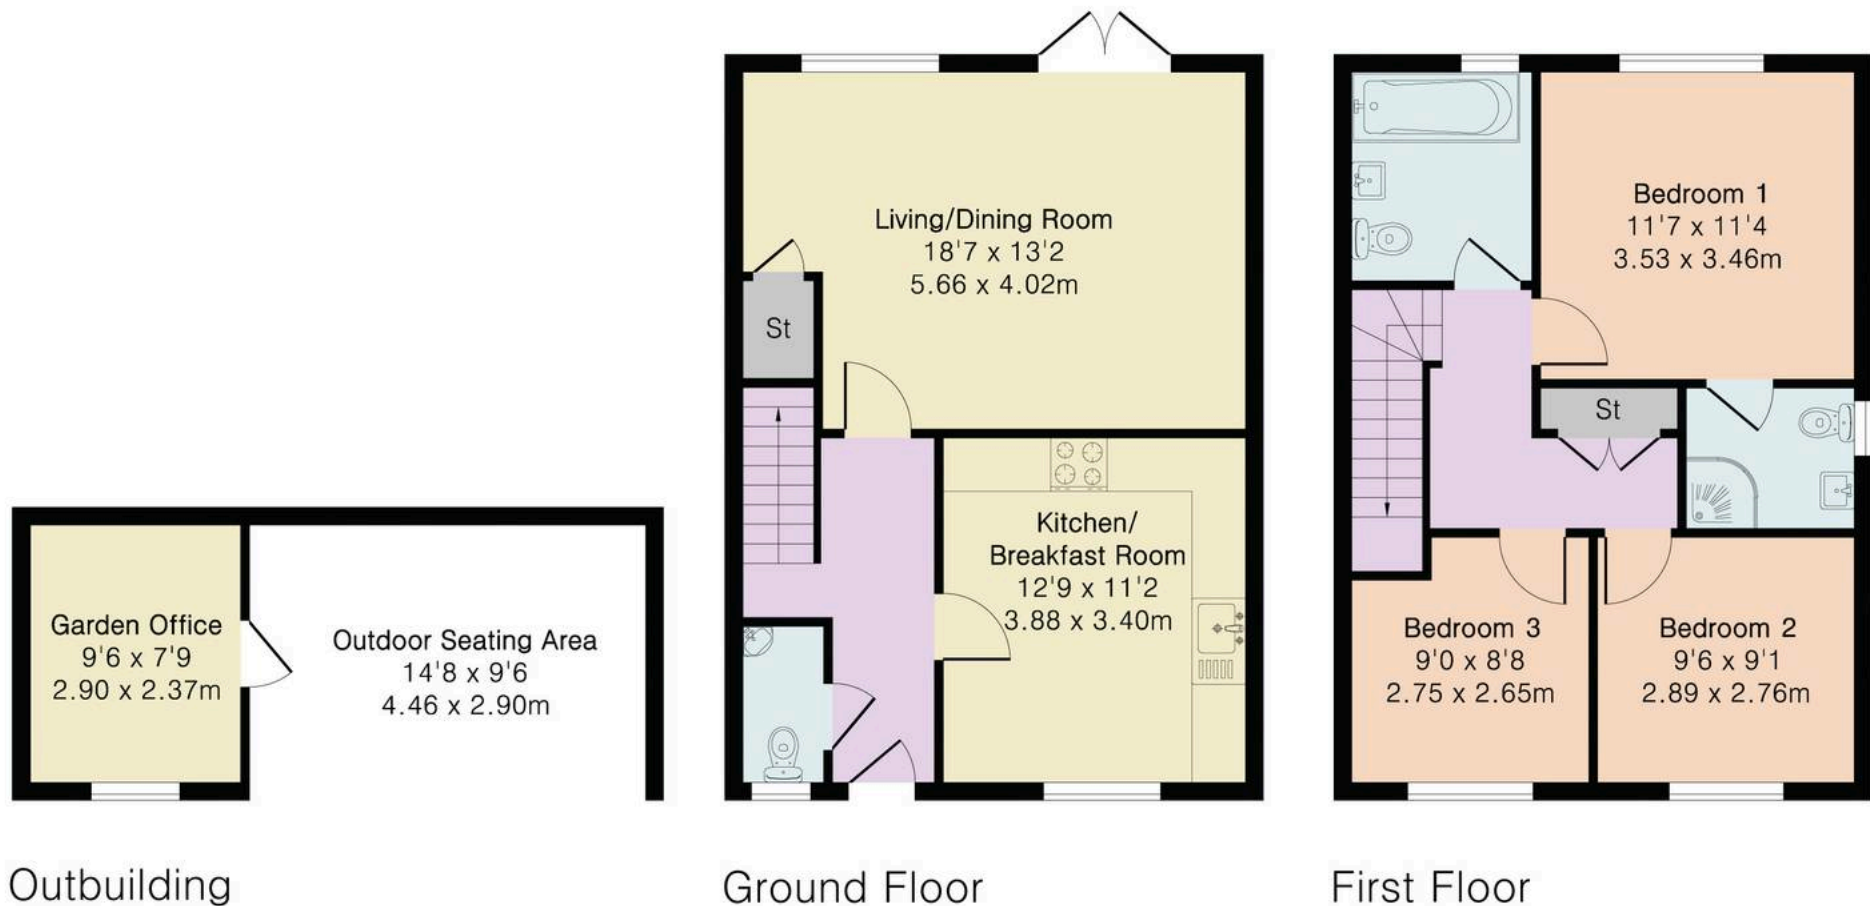 Living/Dining Room
18'7 x 13'2
5.66 x 4.02m
St
Kitchen/
Breakfast Room
12'9 x 11'2
3.88 x 3.40m
Bedroom 1
11'7 x 11'4
3.53 x 3.46m
St
Bedroom 3
9'0 x 8'8
2.75 x 2.65m
Bedroom 2
9'6 x 9'1
2.89 x 2.76m
Garden Office
9'6 x 7'9
2.90 x 2.37m
Outdoor Seating Area
14'8 x 9'6
4.46 x 2.90m
Outbuilding
Ground Floor
First Floor